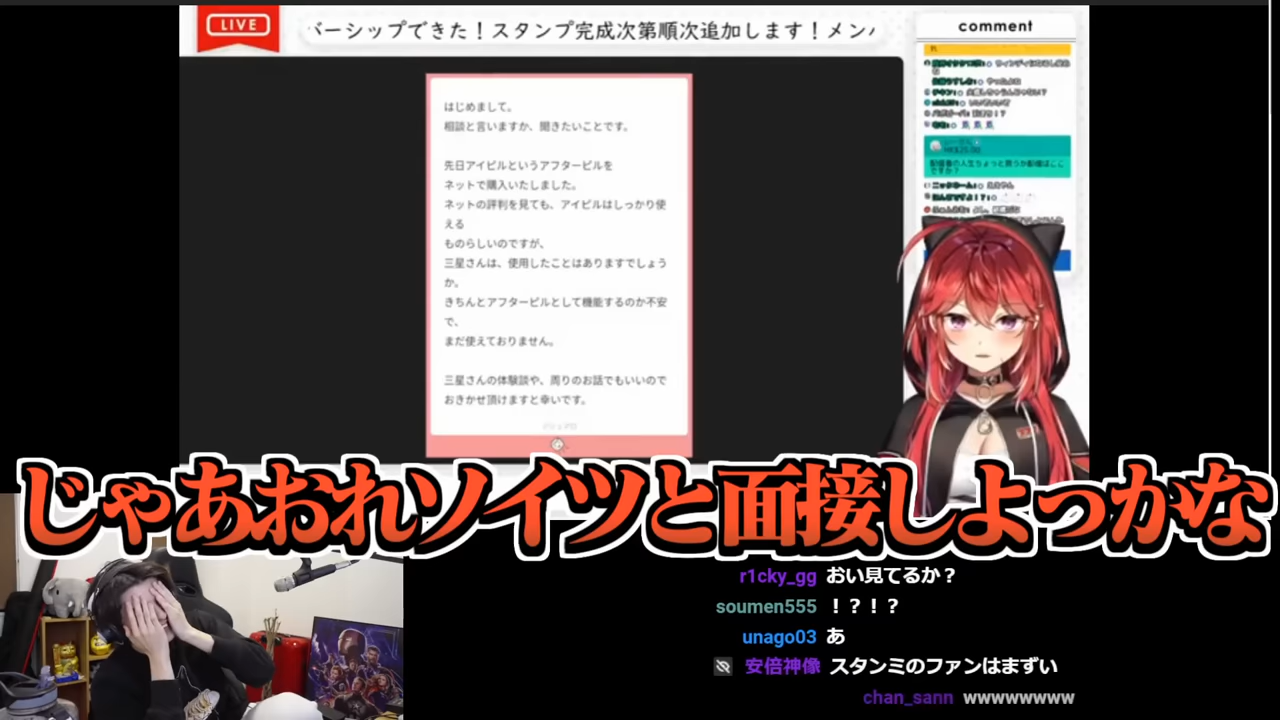 LIVE
バーシップできた！スタンプ完成次第順次追加します！メン
comment
はじめまして。
相談と言いますか、聞きたいことです。
先日アイピルというアフターピルを
ネットで購入いたしました。
ネットの評判を見ても、アイピルはしっかり使
える
ものらしいのですが、
三星さんは、使用したことはありますでしょう
か。
きちんとアフターピルとして機能するのか不安
で、
まだ使えておりません。
三星さんの体験談や、周りのお話でもいいので
おきかせ頂けますと幸いです。
じゃあおれソイツと面接しよっかな
r1cky_gg おい見てるか？
soumen555 ！？！？
unago03 あ
安倍神像 スタンミのファンはまずい
chan_sann wwwwwwww